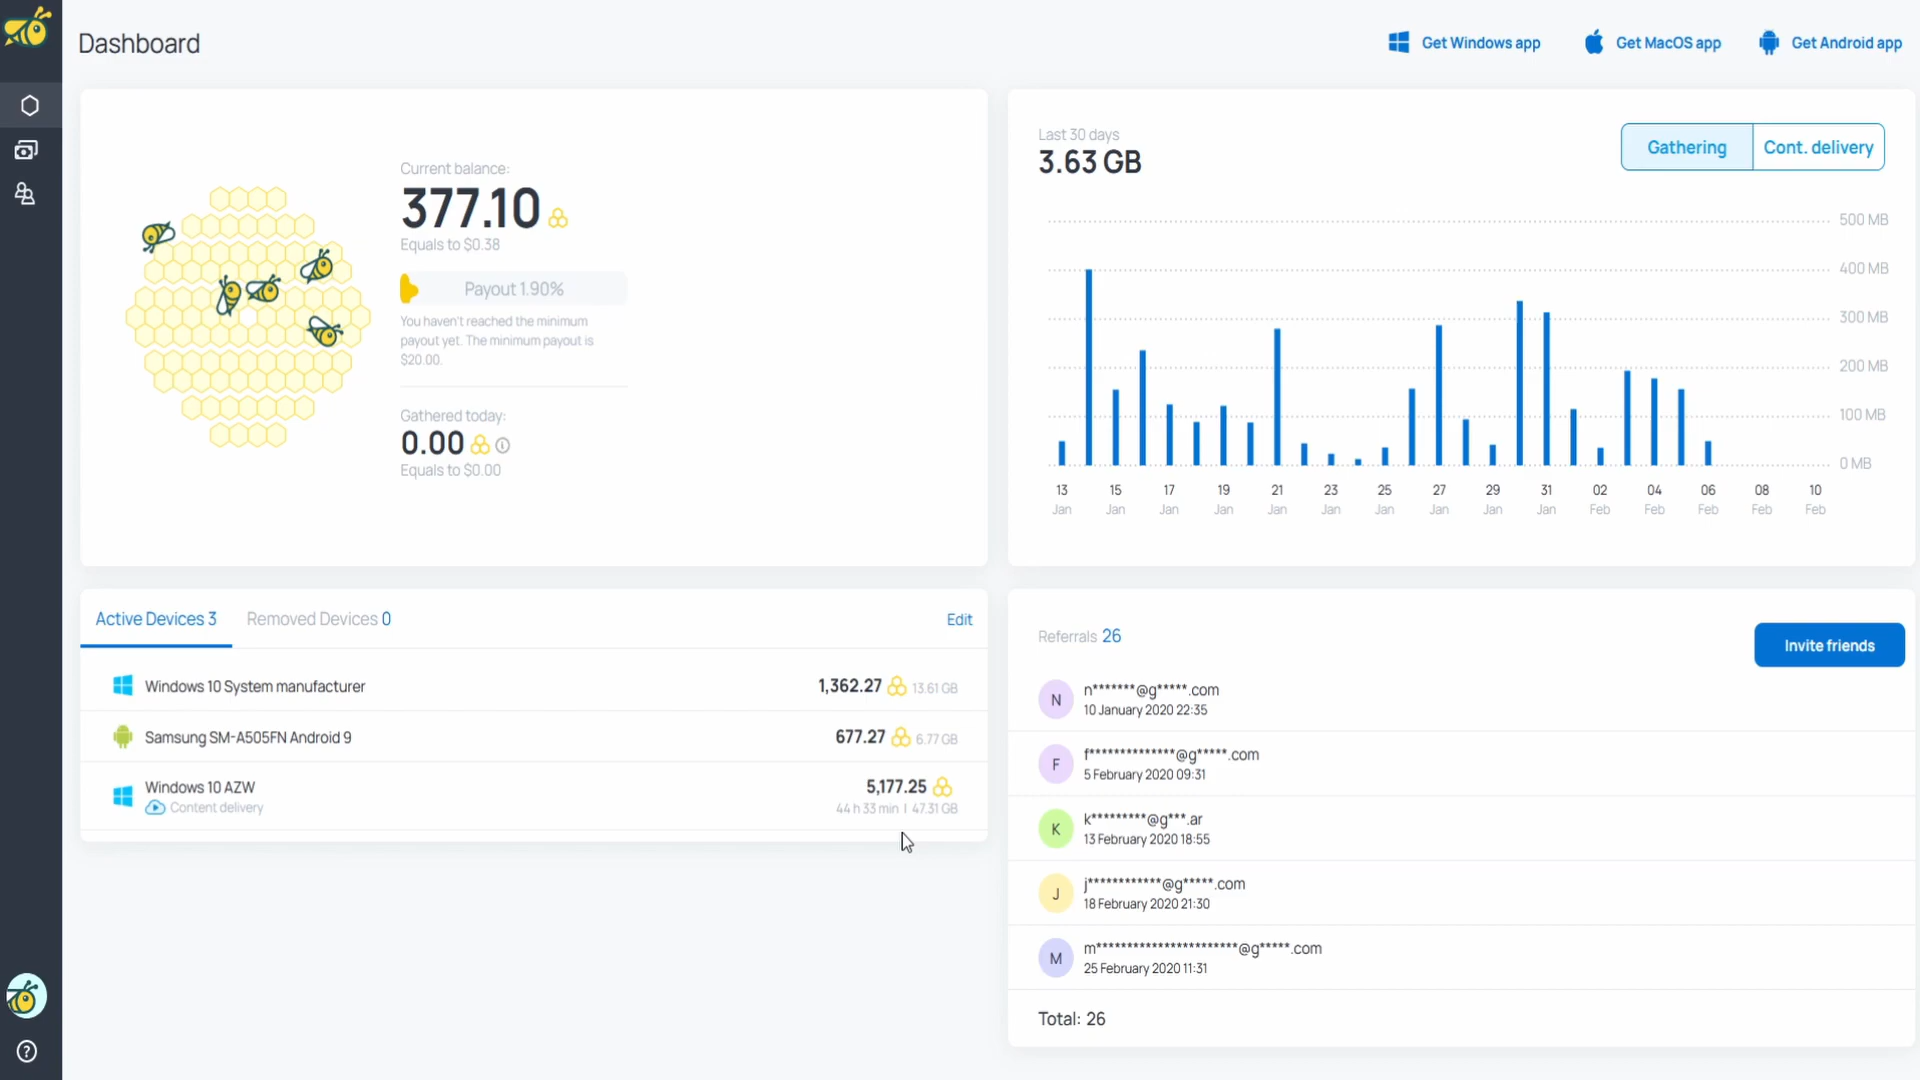 Dashboard
Get Windows app
Get MacOS app
Get Android app
Current balance:
377.10
Equals to $0.38
Payout 1.90%
You haven't reached the minimum
payout yet. The minimum payout is
$20.00.
Gathered today:
0.00
Equals to $0.00
Last 30 days
3.63 GB
Gathering
Cont. delivery
500 MB
400 MB
300 MB
200 MB
100 MB
0 MB
13 15 17 19 21 23 25 27 29 31 02 04 06 08 10
Jan Jan Jan Jan Jan Jan Jan Jan Jan Jan Feb Feb Feb Feb Feb
Active Devices 3
Removed Devices 0
Edit
Windows 10 System manufacturer
1,362.27 13.61 GB
Samsung SM-A505FN Android 9
677.27 6.77 GB
Windows 10 AZW
5,177.25
Content delivery
44 h 33 min | 47.31 GB
Referrals 26
Invite friends
N
n*******@g*****.com
10 January 2020 22:35
F
f**************@g*****.com
5 February 2020 09:31
K
k*********@g***.ar
13 February 2020 18:55
J
j************@g*****.com
18 February 2020 21:30
M
m***********************@g*****.com
25 February 2020 11:31
Total: 26